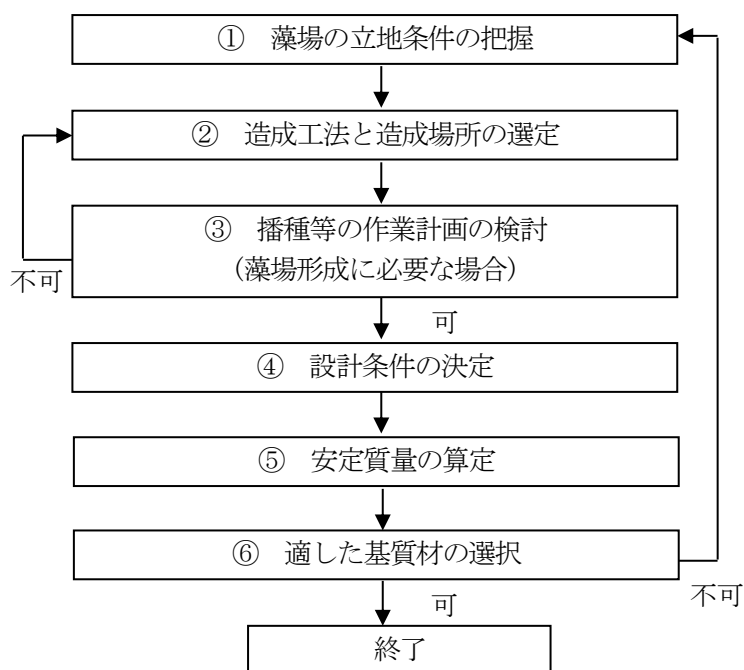 ① 藻場の立地条件の把握
② 造成工法と造成場所の選定
③ 播種等の作業計画の検討
(藻場形成に必要な場合)
不可
可
④ 設計条件の決定
⑤ 安定質量の算定
⑥ 適した基質材の選択
不可
可
終了